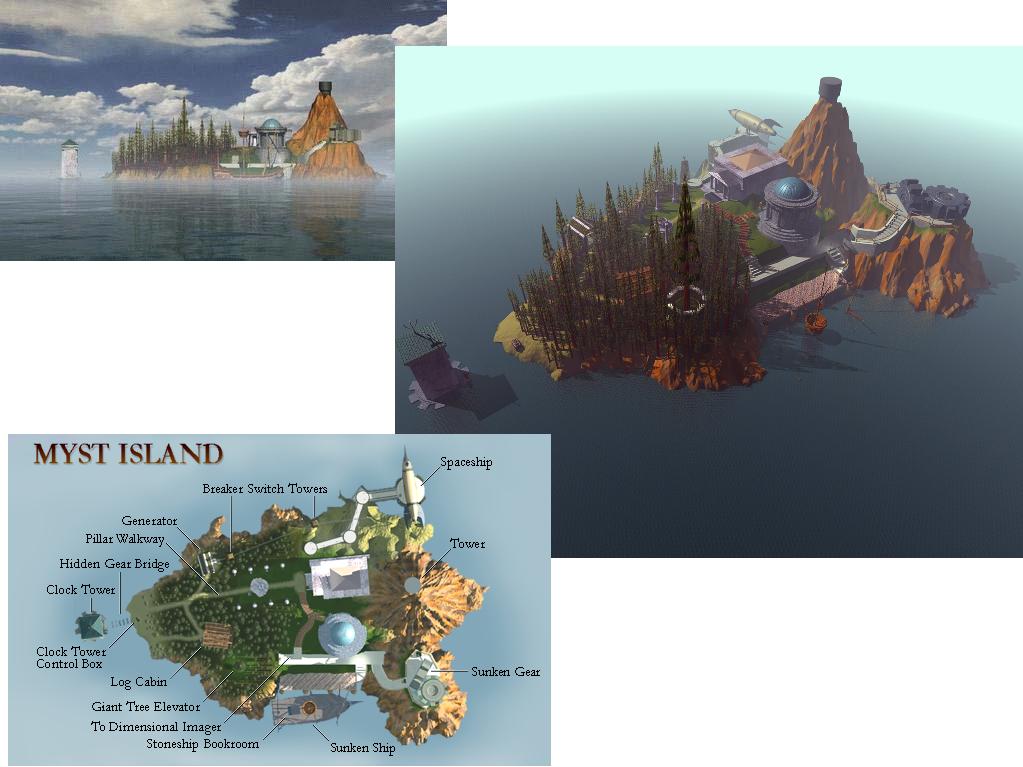 MYST ISLAND
Spaceship
Breaker Switch Towers
Generator
Pillar Walkway
Tower
Hidden Gear Bridge
Clock Tower
Clock Tower
Control Box
Sunken Gear
Log Cabin
Giant Tree Elevator
To Dimensional Imager
Stoneship Bookroom
Sunken Ship